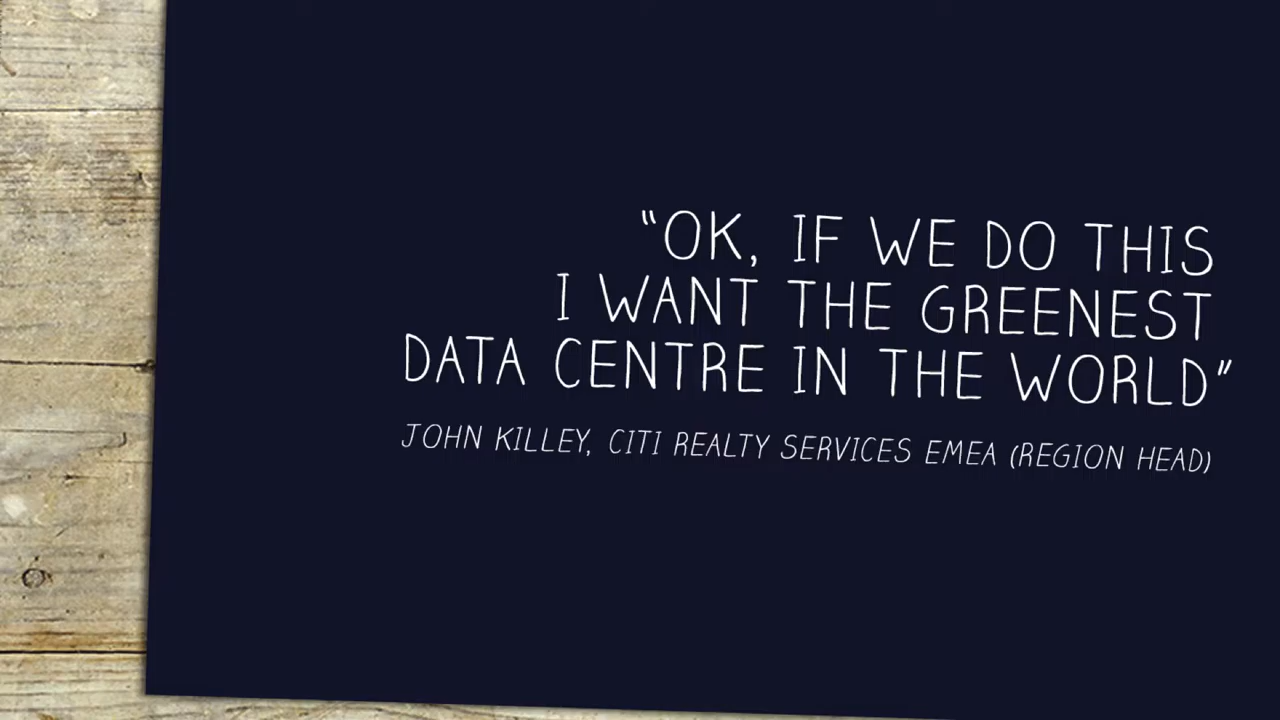 “OK, IF WE DO THIS
I WANT THE GREENEST
DATA CENTRE IN THE WORLD”
JOHN KILLEY, CITI REALTY SERVICES EMEA (REGION HEAD)